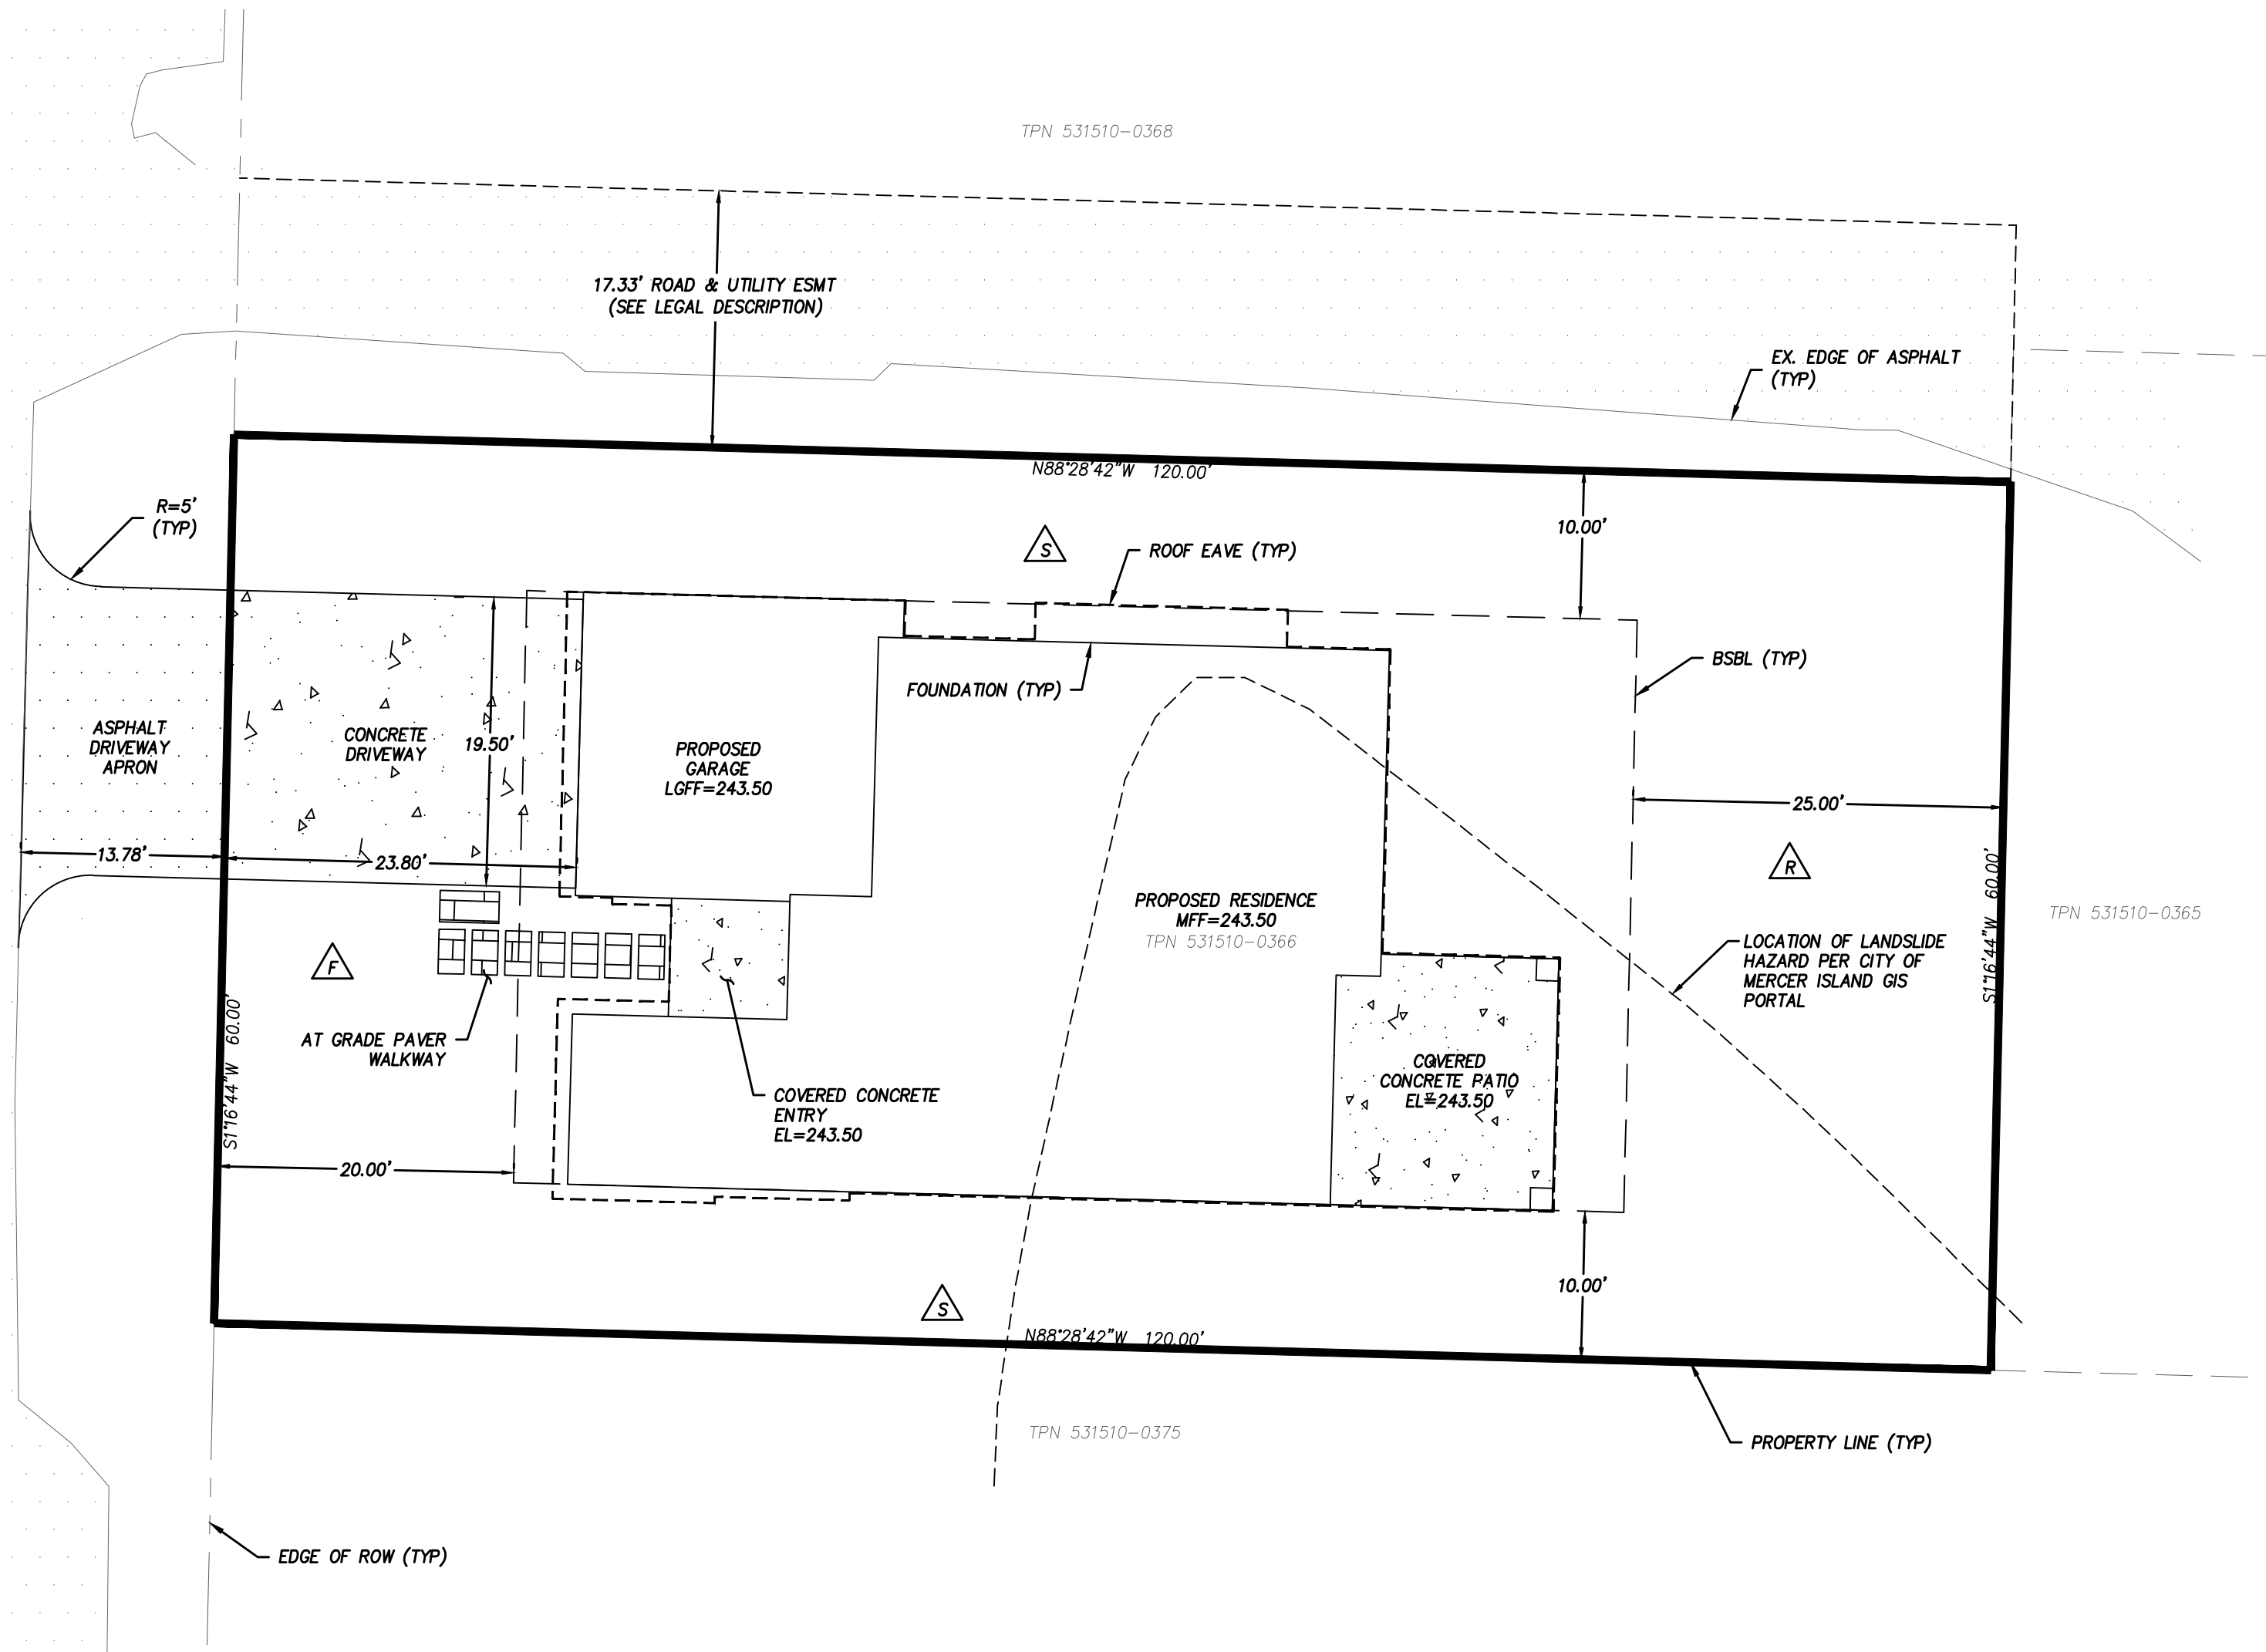 TPN 531510-0368
17.33' ROAD & UTILITY ESMT
(SEE LEGAL DESCRIPTION)
EX. EDGE OF ASPHALT
(TYP)
N88°28'42"W 120.00'
R=5'
(TYP)
10.00'
S
ROOF EAVE (TYP)
BSBL (TYP)
FOUNDATION (TYP)
ASPHALT
DRIVEWAY
APRON
CONCRETE
DRIVEWAY
19.50'
PROPOSED
GARAGE
LGFF=243.50
25.00'
13.78'
23.80'
R
S1°16'44"W 60.00'
PROPOSED RESIDENCE
MFF=243.50
TPN 531510-0366
TPN 531510-0365
LOCATION OF LANDSLIDE
HAZARD PER CITY OF
MERCER ISLAND GIS
PORTAL
F
S1°16'44"W 60.00'
AT GRADE PAVER
WALKWAY
COVERED CONCRETE
ENTRY
EL=243.50
COVERED
CONCRETE PATIO
EL=243.50
20.00'
10.00'
S
N88°28'42"W 120.00'
TPN 531510-0375
PROPERTY LINE (TYP)
EDGE OF ROW (TYP)